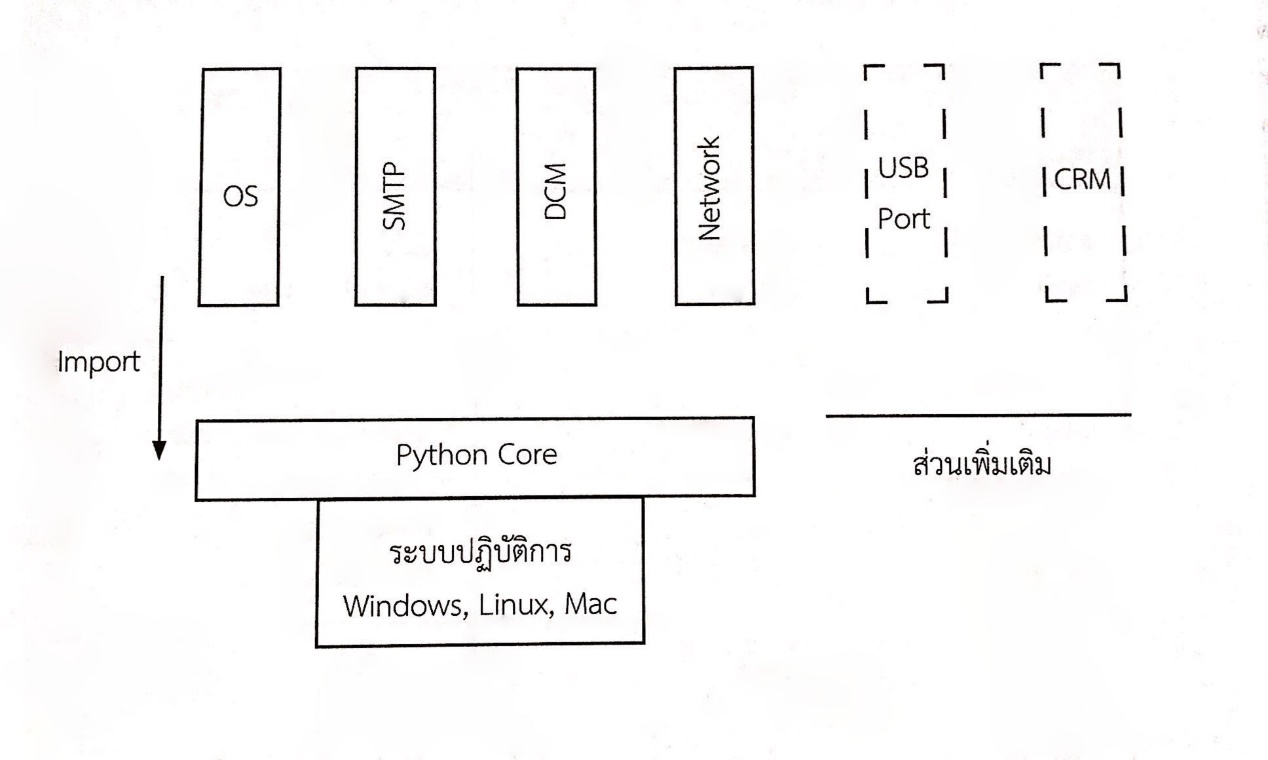 OS
SMTP
DCM
Network
USB
Port
CRM
Import
Python Core
ส่วนเพิ่มเติม
ระบบปฏิบัติการ
Windows, Linux, Mac